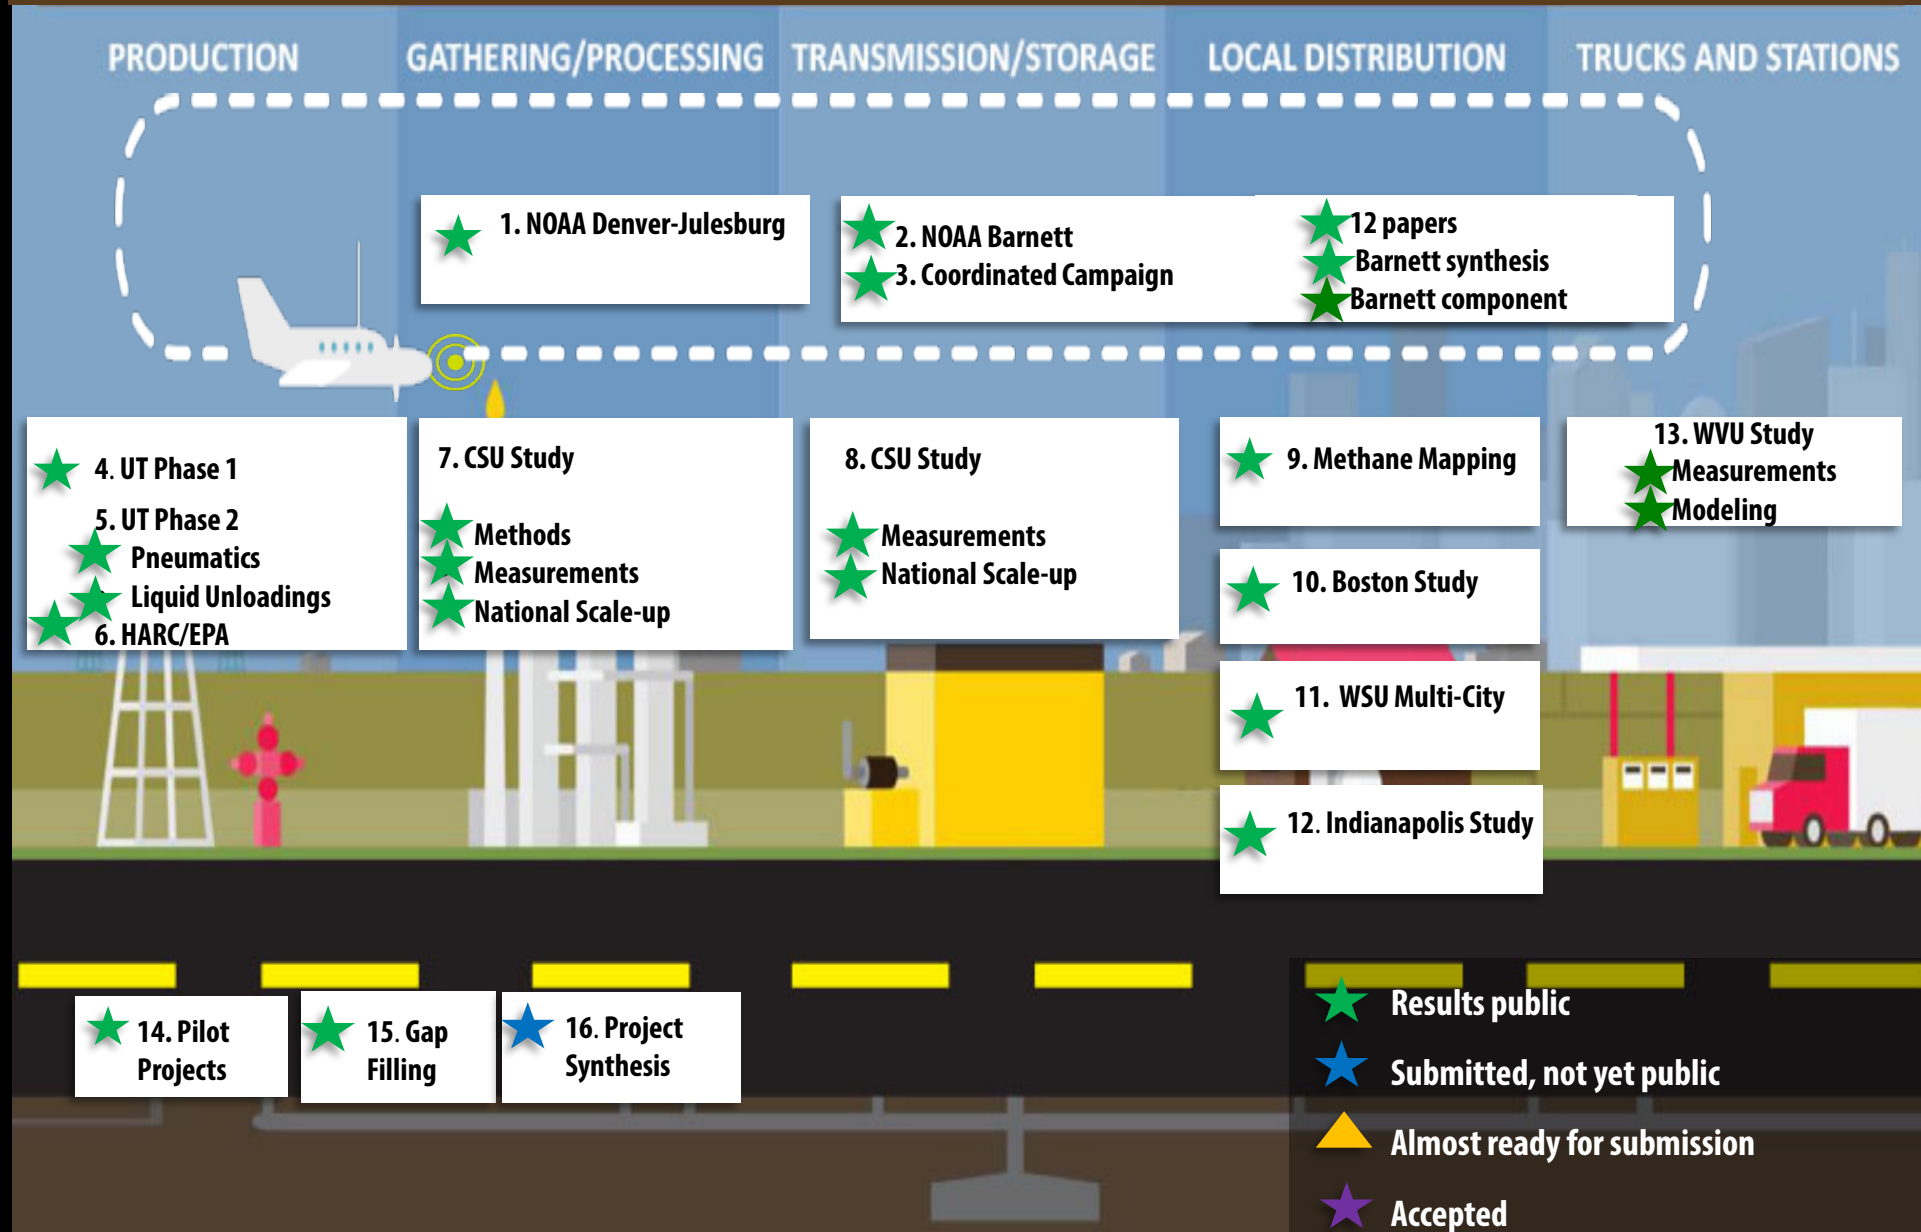 PRODUCTION
GATHERING/PROCESSING
TRANSMISSION/STORAGE
LOCAL DISTRIBUTION
TRUCKS AND STATIONS
1. NOAA Denver-Julesburg
2. NOAA Barnett
3. Coordinated Campaign
12 papers
Barnett synthesis
Barnett component
4. UT Phase 1
5. UT Phase 2
Pneumatics
Liquid Unloadings
6. HARC/EPA
7. CSU Study
Methods
Measurements
National Scale-up
8. CSU Study
Measurements
National Scale-up
9. Methane Mapping
10. Boston Study
11. WSU Multi-City
12. Indianapolis Study
13. WVU Study
Measurements
Modeling
14. Pilot
Projects
15. Gap
Filling
16. Project
Synthesis
Results public
Submitted, not yet public
Almost ready for submission
Accepted